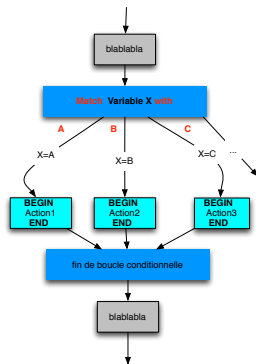 blablabla
Match Variable X with
A B C
X=A X=B X=C ...
BEGIN
Action1
END
BEGIN
Action2
END
BEGIN
Action3
END
fin de boucle conditionnelle
blablabla